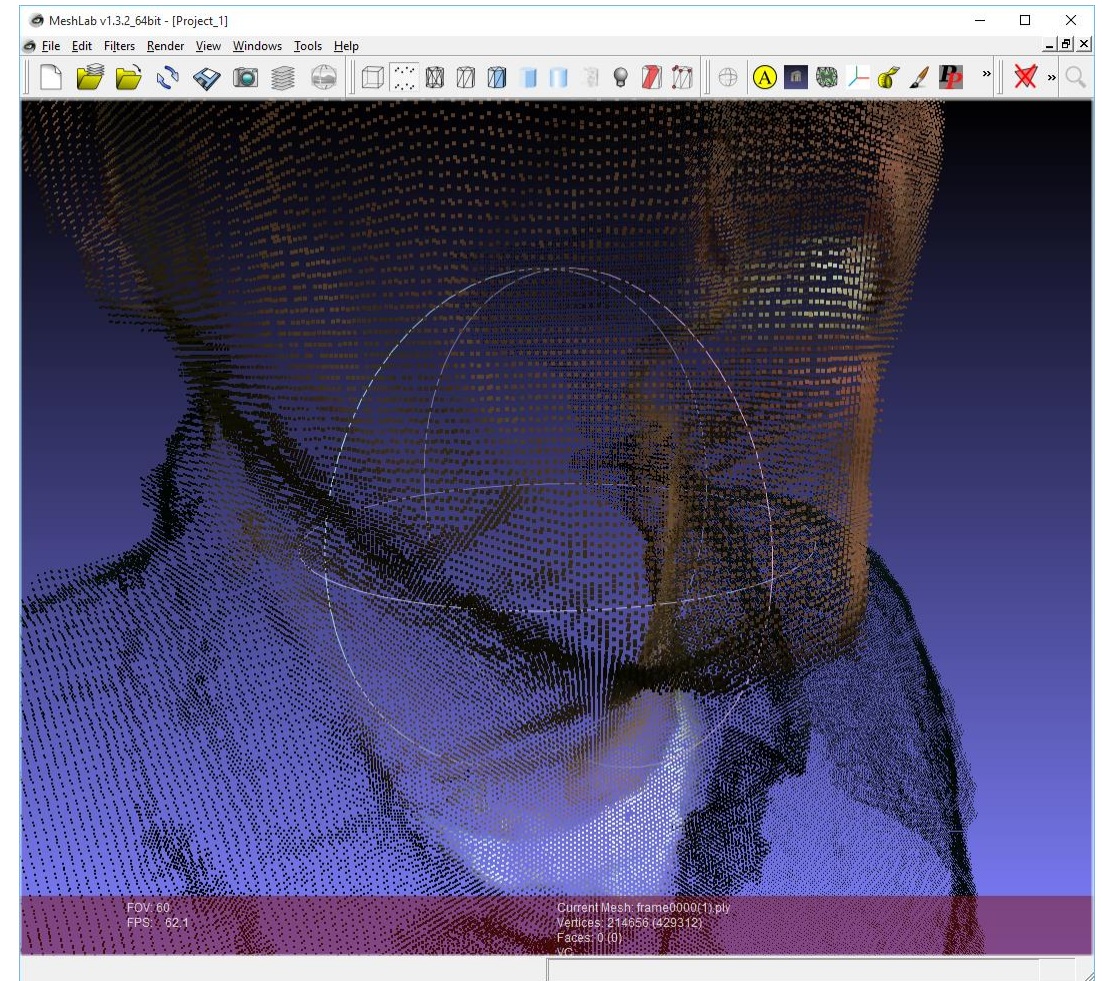 MeshLab v1.3.2_64bit - [Project_1]
File Edit Filters Render View Windows Tools Help
A
PP
»
»
FOV: 60
FPS: 62.1
Current Mesh: frame0000(1).ply
Vertices: 214656 (429312)
Faces: 0 (0)
VC